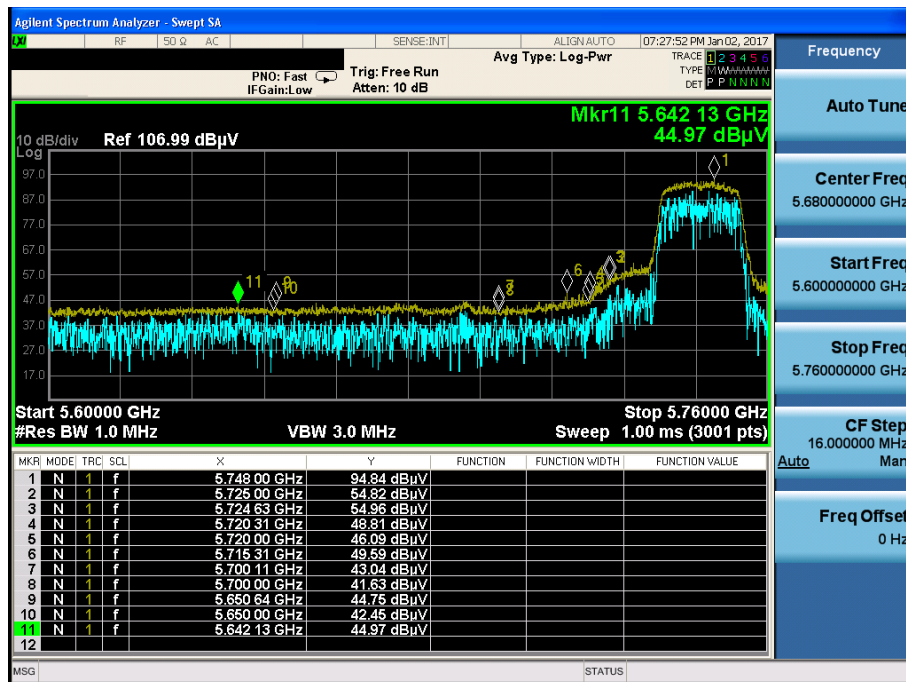 Agilent Spectrum Analyzer - Swept SA
LXI RF 50 Ω AC SENSE:INT ALIGN AUTO 07:27:52 PM Jan 02, 2017
Frequency
PNO: Fast Trig: Free Run Avg Type: Log-Pwr TRACE 1 2 3 4 5 6
IFGain:Low Atten: 10 dB TYPE M
DET P P N N N N
Auto Tune
Mkr11 5.642 13 GHz
44.97 dBµV
10 dB/div Ref 106.99 dBµV
Log
97.0
87.0
77.0
67.0
57.0
47.0
37.0
27.0
17.0
1
6
11
Center Freq
5.680000000 GHz
Start Freq
5.600000000 GHz
Stop Freq
5.760000000 GHz
CF Step
16.000000 MHz
Auto Man
Freq Offset
0 Hz
Start 5.60000 GHz Stop 5.76000 GHz
#Res BW 1.0 MHz VBW 3.0 MHz Sweep 1.00 ms (3001 pts)
MKR MODE TRC SCL X Y FUNCTION FUNCTION WIDTH FUNCTION VALUE
1 N 1 f 5.748 00 GHz 94.84 dBµV
2 N 1 f 5.725 00 GHz 54.82 dBµV
3 N 1 f 5.724 63 GHz 54.96 dBµV
4 N 1 f 5.720 31 GHz 48.81 dBµV
5 N 1 f 5.720 00 GHz 46.09 dBµV
6 N 1 f 5.715 31 GHz 49.59 dBµV
7 N 1 f 5.700 11 GHz 43.04 dBµV
8 N 1 f 5.700 00 GHz 41.63 dBµV
9 N 1 f 5.650 64 GHz 44.75 dBµV
10 N 1 f 5.650 00 GHz 42.45 dBµV
11 N 1 f 5.642 13 GHz 44.97 dBµV
12
MSG STATUS